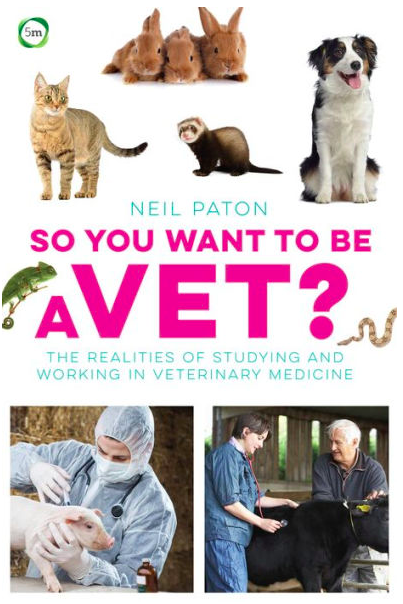 5m
NEIL PATON
SO YOU WANT TO BE
A VET?
THE REALITIES OF STUDYING AND
WORKING IN VETERINARY MEDICINE